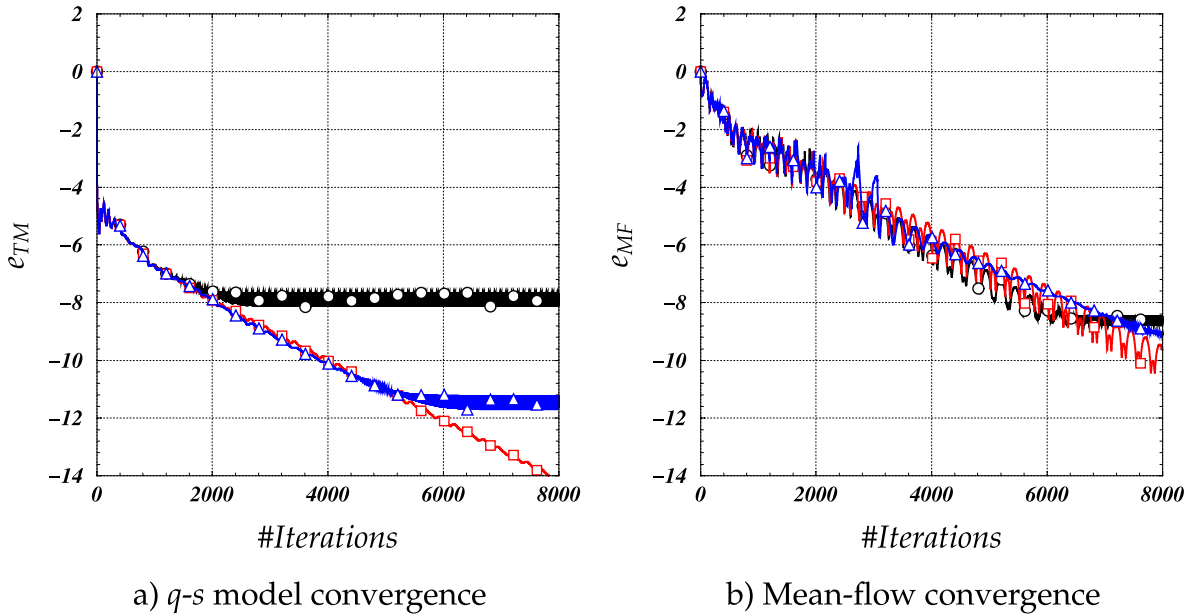 2
0
−2
−4
−6
−8
−10
−12
−14
e_TM
0 2000 4000 6000 8000
#Iterations
a) q-s model convergence
2
0
−2
−4
−6
−8
−10
−12
−14
e_MF
0 2000 4000 6000 8000
#Iterations
b) Mean-flow convergence